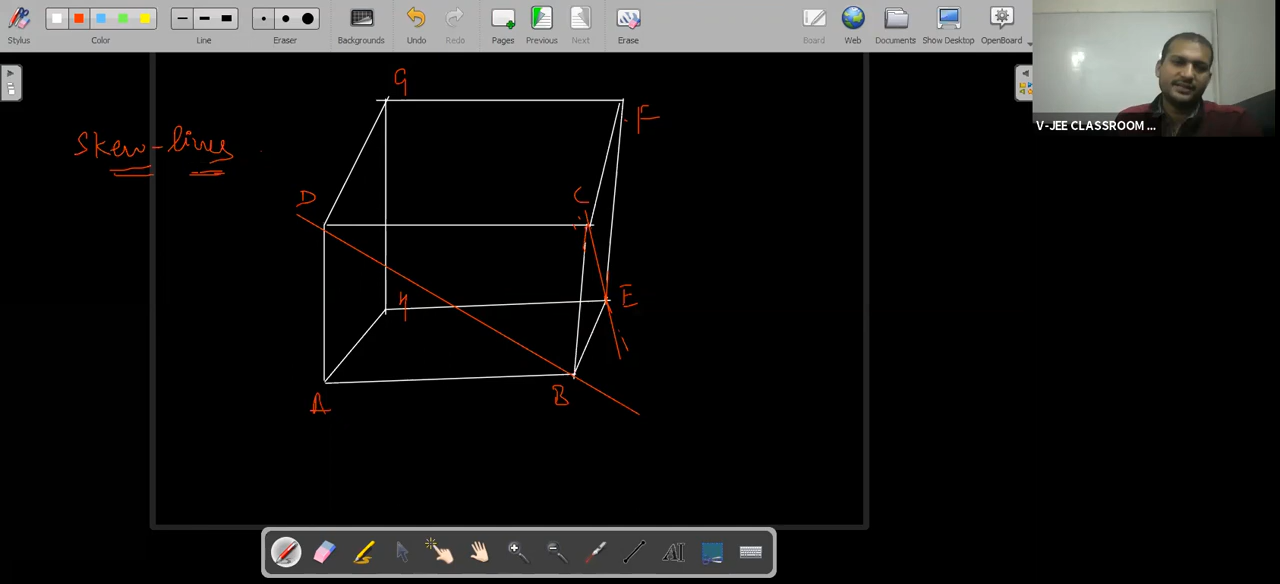 Stylus
Color
Line
Eraser
Backgrounds
Undo
Redo
Pages
Previous
Next
Erase
Board
Web
Documents
Show Desktop
OpenBoard
V-JEE CLASSROOM ...
G
F
Skew-lines
D
C
H
E
A
B
AI